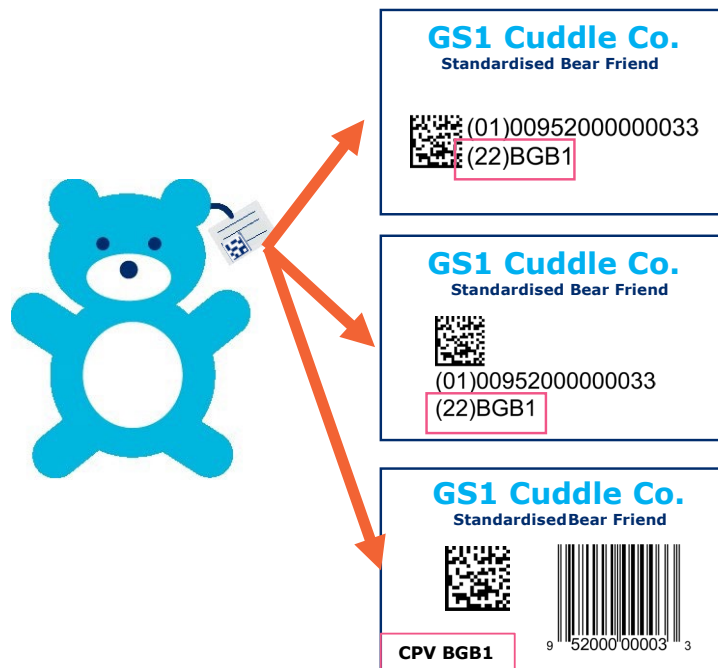 GS1 Cuddle Co.
Standardised Bear Friend
(01)00952000000033
(22)BGB1
GS1 Cuddle Co.
Standardised Bear Friend
(01)00952000000033
(22)BGB1
GS1 Cuddle Co.
StandardisedBear Friend
9 52000 00003 3
CPV BGB1